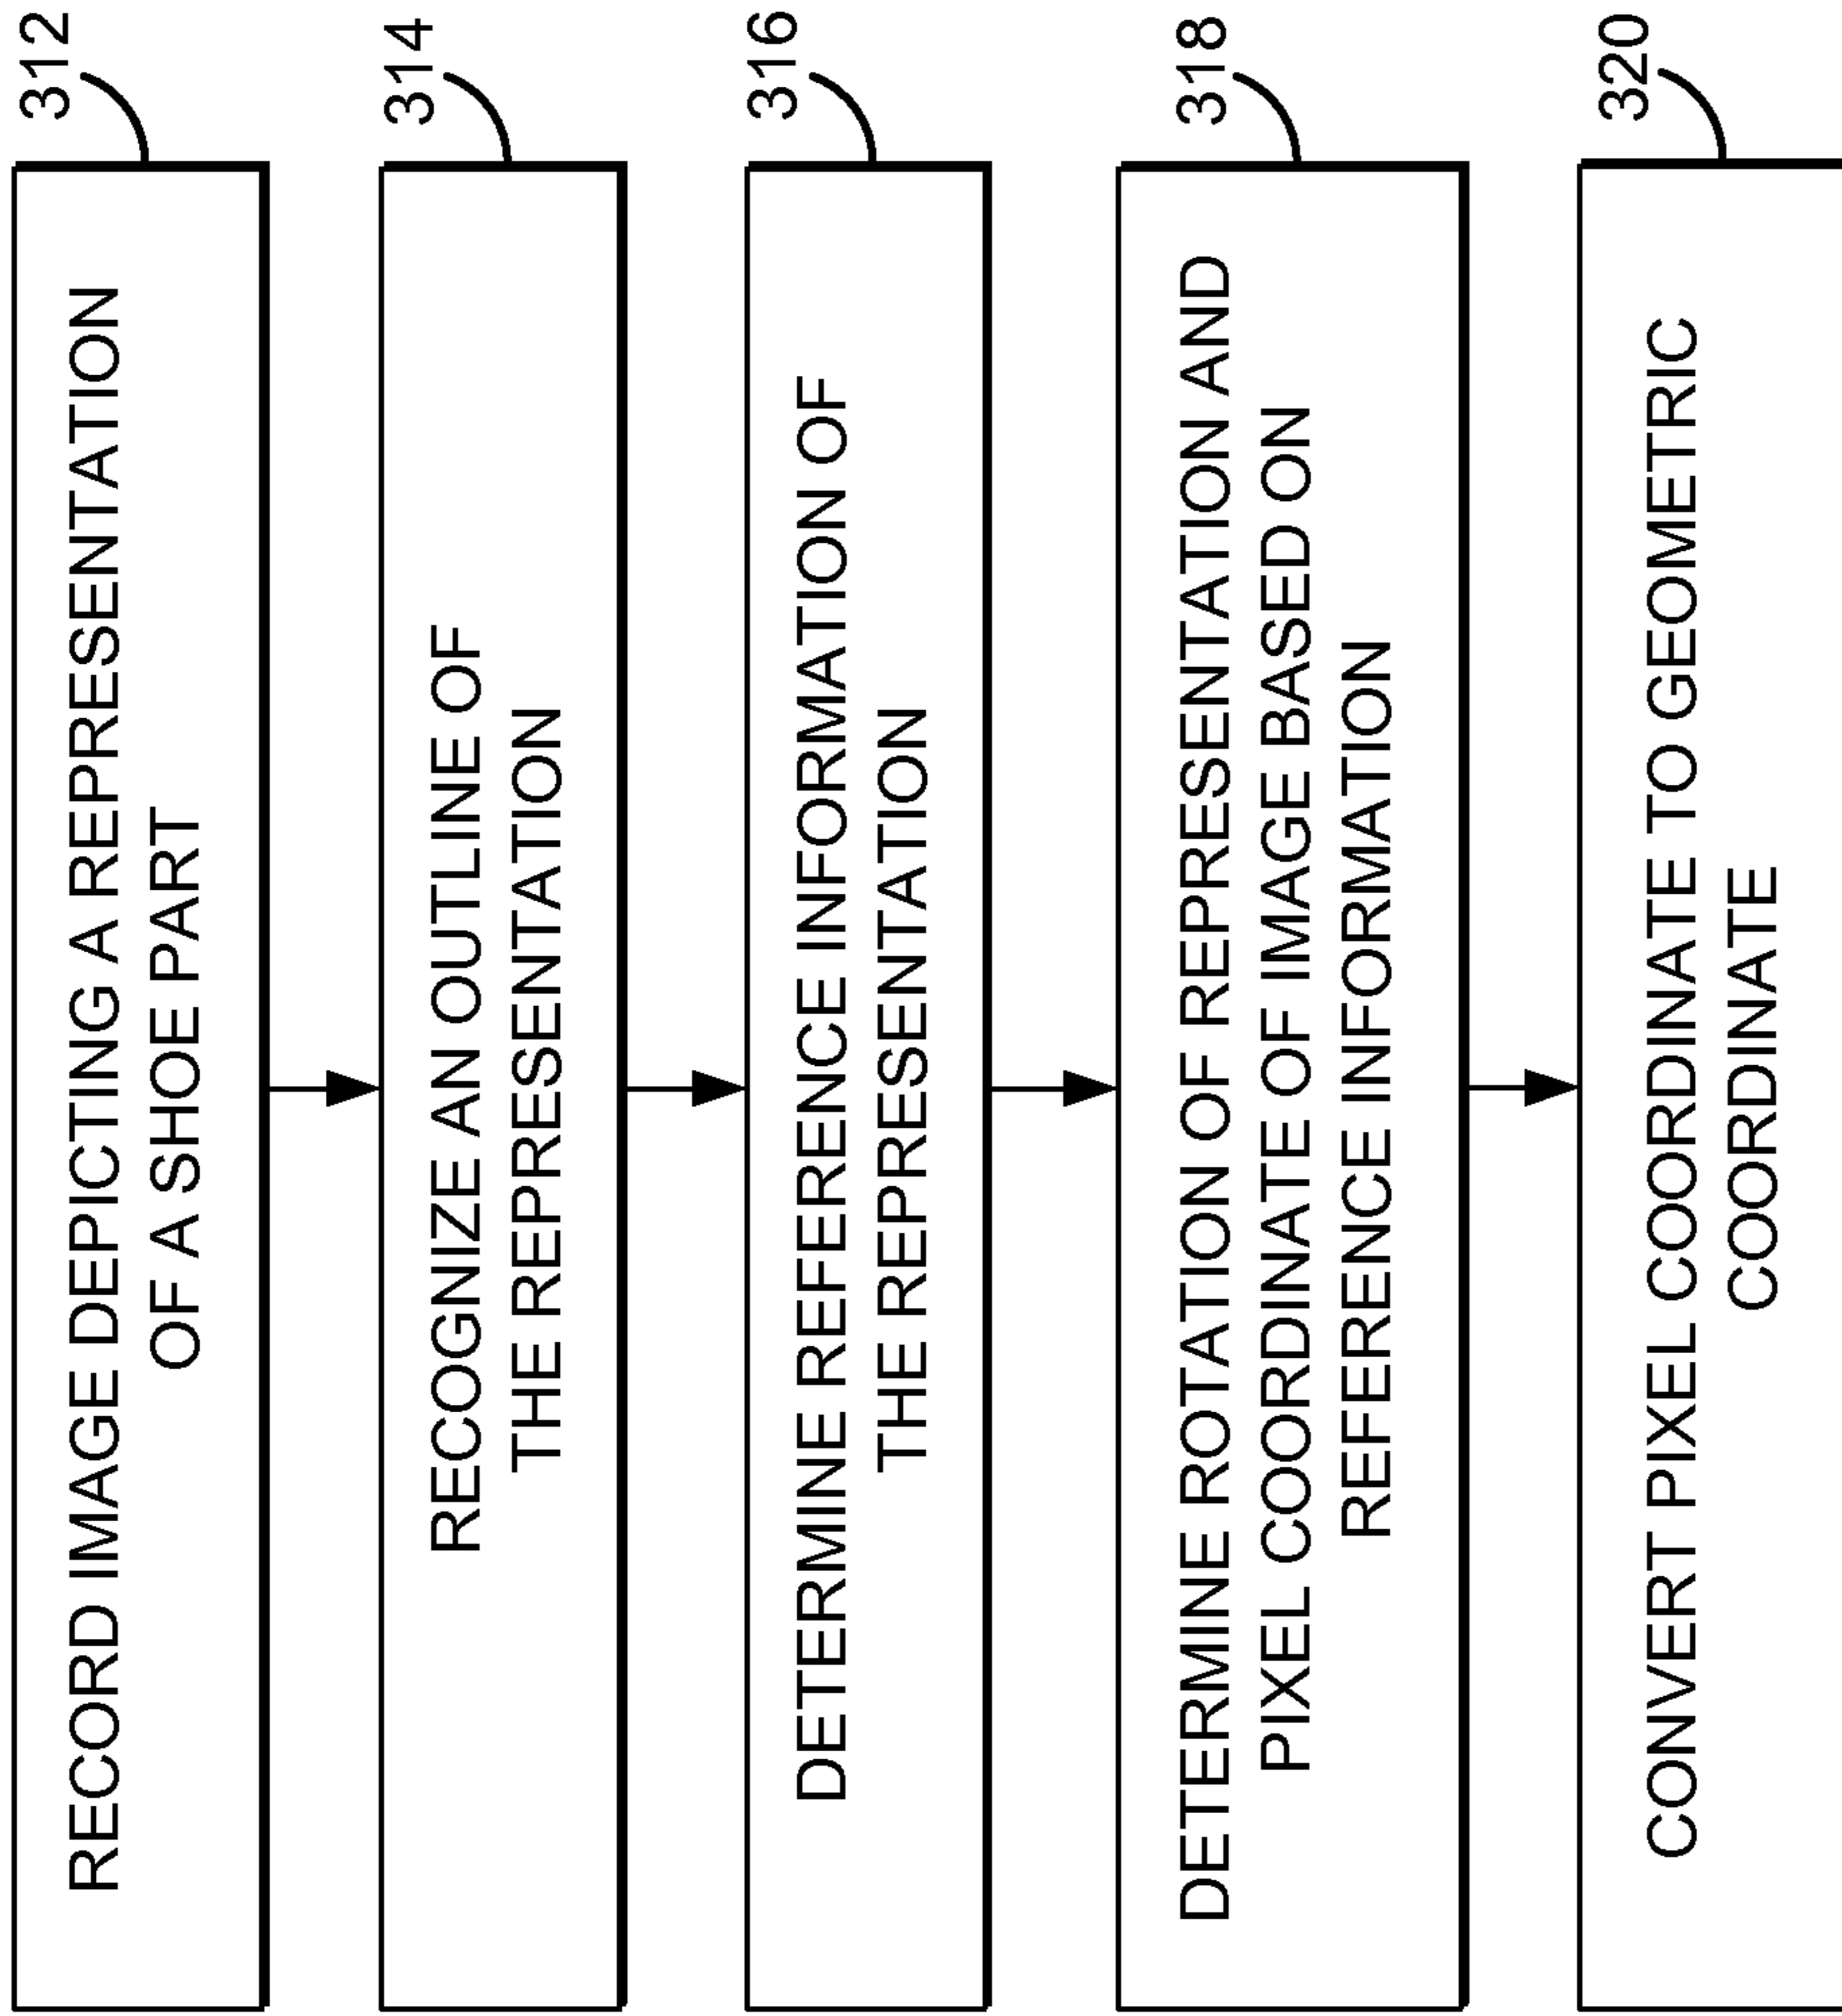 312
RECORD IMAGE DEPICTING A REPRESENTATION
OF A SHOE PART
314
RECOGNIZE AN OUTLINE OF
THE REPRESENTATION
316
DETERMINE REFERENCE INFORMATION OF
THE REPRESENTATION
318
DETERMINE ROTATION OF REPRESENTATION AND
PIXEL COORDINATE OF IMAGE BASED ON
REFERENCE INFORMATION
320
CONVERT PIXEL COORDINATE TO GEOMETRIC
COORDINATE